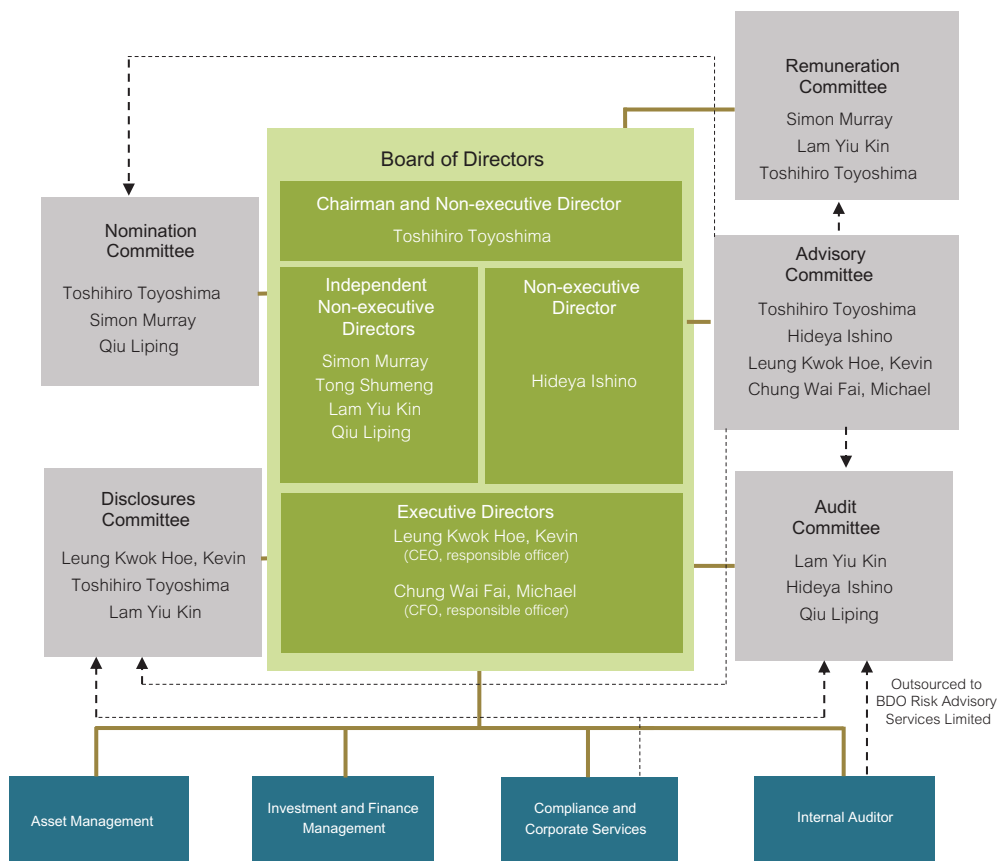 Remuneration
Committee
Simon Murray
Lam Yiu Kin
Toshihiro Toyoshima
Board of Directors
Chairman and Non-executive Director
Toshihiro Toyoshima
Nomination
Committee
Toshihiro Toyoshima
Simon Murray
Qiu Liping
Independent
Non-executive
Directors
Simon Murray
Tong Shumeng
Lam Yiu Kin
Qiu Liping
Non-executive
Director
Hideya Ishino
Advisory
Committee
Toshihiro Toyoshima
Hideya Ishino
Leung Kwok Hoe, Kevin
Chung Wai Fai, Michael
Disclosures
Committee
Leung Kwok Hoe, Kevin
Toshihiro Toyoshima
Lam Yiu Kin
Executive Directors
Leung Kwok Hoe, Kevin
(CEO, responsible officer)
Chung Wai Fai, Michael
(CFO, responsible officer)
Audit
Committee
Lam Yiu Kin
Hideya Ishino
Qiu Liping
Outsourced to
BDO Risk Advisory
Services Limited
Asset Management
Investment and Finance
Management
Compliance and
Corporate Services
Internal Auditor